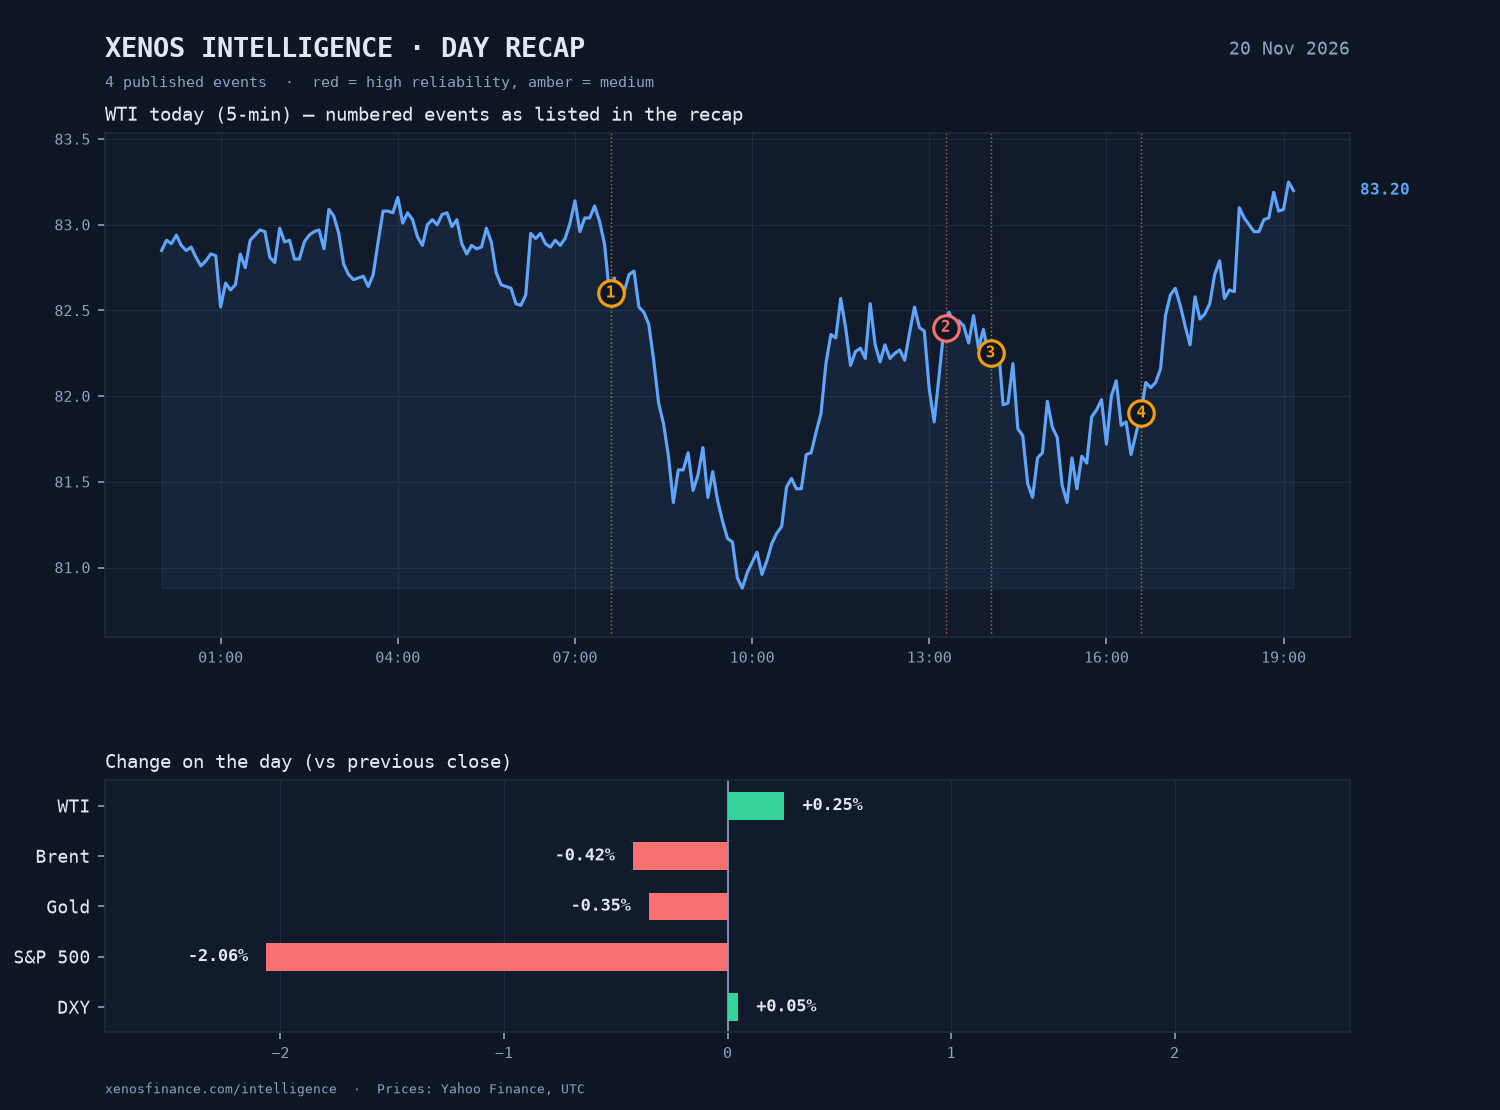 XENOS INTELLIGENCE · DAY RECAP
20 Nov 2026
4 published events · red = high reliability, amber = medium
WTI today (5-min) — numbered events as listed in the recap
83.5
83.0
82.5
82.0
81.5
81.0
83.20
1
2
3
4
01:00 04:00 07:00 10:00 13:00 16:00 19:00
Change on the day (vs previous close)
WTI +0.25%
Brent -0.42%
Gold -0.35%
S&P 500 -2.06%
DXY +0.05%
−2 −1 0 1 2
xenosfinance.com/intelligence · Prices: Yahoo Finance, UTC